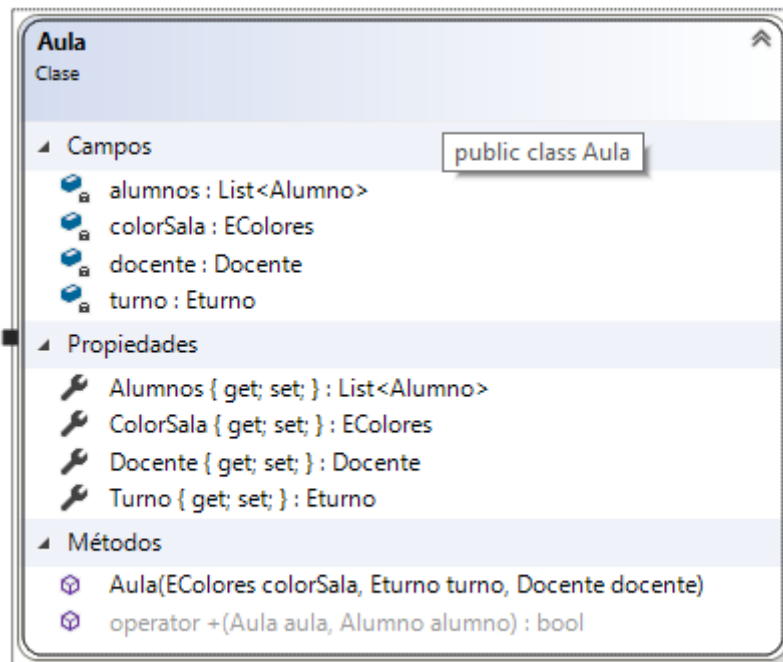 Aula
Clase
Campos
public class Aula
alumnos : List<Alumno>
colorSala : EColores
docente : Docente
turno : Eturno
Propiedades
Alumnos { get; set; } : List<Alumno>
ColorSala { get; set; } : EColores
Docente { get; set; } : Docente
Turno { get; set; } : Eturno
Métodos
Aula(EColores colorSala, Eturno turno, Docente docente)
operator +(Aula aula, Alumno alumno) : bool